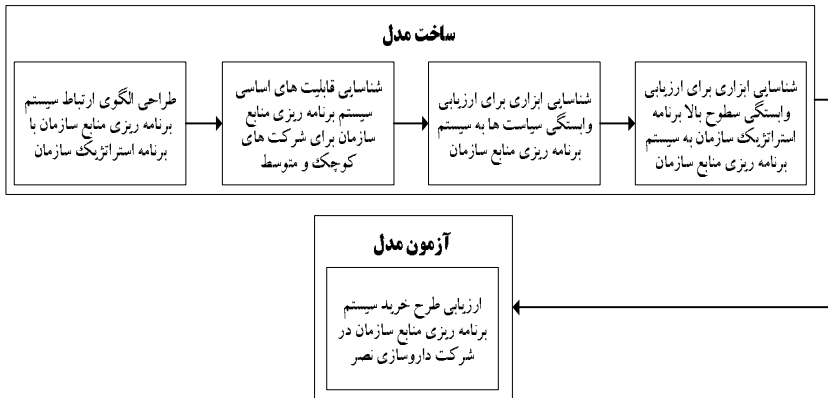 ساخت مدل
طراحی الگوی ارتباط سیستم
برنامه ریزی منابع سازمان با
برنامه استراتژیک سازمان
شناسایی قابلیت های اساسی
سیستم برنامه ریزی منابع
سازمان برای شرکت های
کوچک و متوسط
شناسایی ابزاری برای ارزیابی
وابستگی سیاست ها به سیستم
برنامه ریزی منابع سازمان
شناسایی ابزاری برای ارزیابی
وابستگی سطوح بالا برنامه
استراتژیک سازمان به سیستم
برنامه ریزی منابع سازمان
آزمون مدل
ارزیابی طرح خرید سیستم
برنامه ریزی منابع سازمان در
شرکت داروسازی نصر